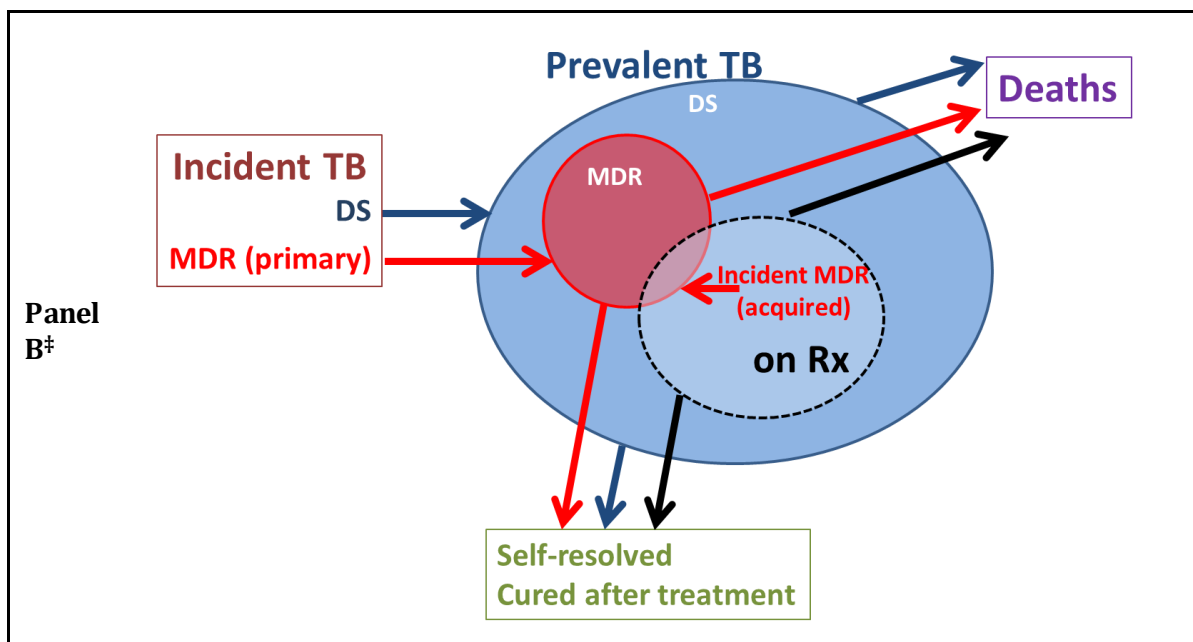 Prevalent TB
DS
Deaths
Incident TB
DS
MDR (primary)
MDR
Incident MDR
(acquired)
on Rx
Panel
B‡
Self-resolved
Cured after treatment